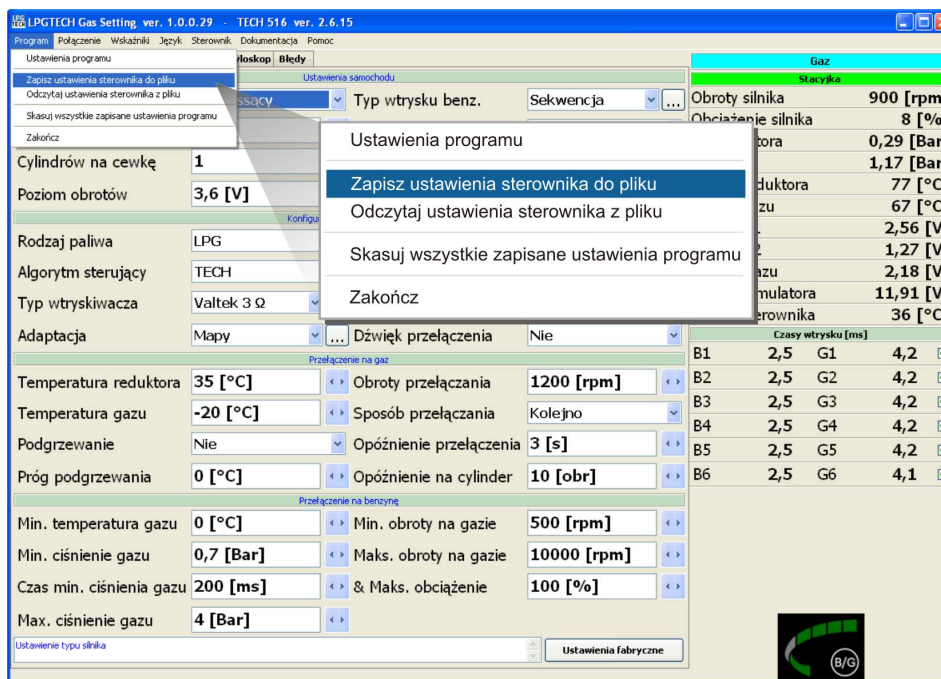 LPGTECH Gas Setting ver. 1.0.0.29 - TECH 516 ver. 2.6.15
Program Połączenie Wskaźniki Język Sterownik Dokumentacja Pomoc
Ustawienia programu
Zapisz ustawienia sterownika do pliku
Odczytaj ustawienia sterownika z pliku
Skasuj wszystkie zapisane ustawienia programu
Zakończ
Błędy
Ustawienia samochodu
Typ wtrysku benz. Sekwencja ...
Cylindrów na cewkę 1
Poziom obrotów 3,6 [V]
Ustawienia programu
Zapisz ustawienia sterownika do pliku
Odczytaj ustawienia sterownika z pliku
Skasuj wszystkie zapisane ustawienia programu
Zakończ
Rodzaj paliwa LPG
Algorytm sterujący TECH
Typ wtryskiwacza Valtek 3 Ω
Adaptacja Mapy ... Dźwięk przełączenia Nie
Przełączenie na gaz
Temperatura reduktora 35 [°C] Obroty przełączania 1200 [rpm]
Temperatura gazu -20 [°C] Sposób przełączania Kolejno
Podgrzewanie Nie Opóźnienie przełączenia 3 [s]
Próg podgrzewania 0 [°C] Opóźnienie na cylinder 10 [obr]
Przełączenie na benzynę
Min. temperatura gazu 0 [°C] Min. obroty na gazie 500 [rpm]
Min. ciśnienie gazu 0,7 [Bar] Maks. obroty na gazie 10000 [rpm]
Czas min. ciśnienia gazu 200 [ms] & Maks. obciążenie 100 [%]
Max. ciśnienie gazu 4 [Bar]
Ustawienie typu silnika Ustawienia fabryczne
Gaz
Stacyjka
Obroty silnika 900 [rpm
Obciążenie silnika 8 [%
0,29 [Bar
1,17 [Bar
77 [°C
67 [°C
2,56 [V
1,27 [V
2,18 [V
11,91 [V
36 [°C
Czasy wtrysku [ms]
B1 2,5 G1 4,2
B2 2,5 G2 4,2
B3 2,5 G3 4,2
B4 2,5 G4 4,2
B5 2,5 G5 4,2
B6 2,5 G6 4,1
B/G